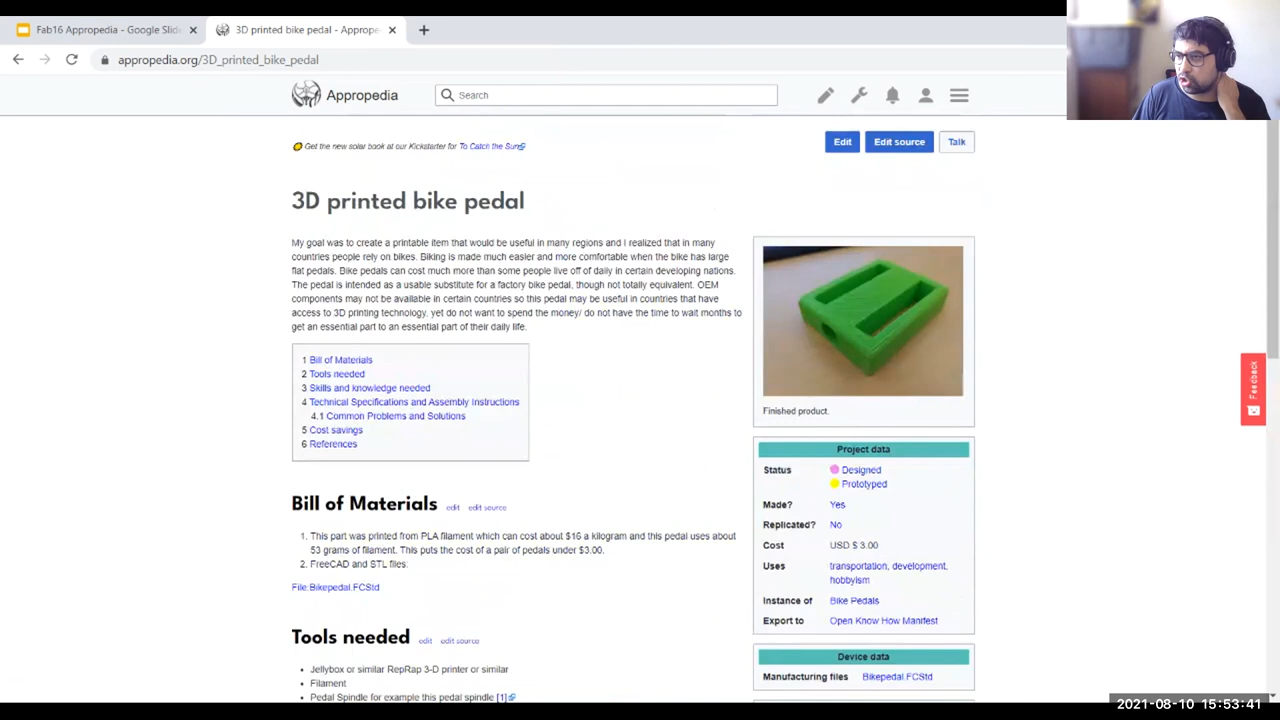 Fab16 Appropedia - Google Slide
3D printed bike pedal - Approp
appropedia.org/3D_printed_bike_pedal
Appropedia
Search
Get the new solar book at our Kickstarter for To Catch the Sun
Edit
Edit source
Talk
3D printed bike pedal
My goal was to create a printable item that would be useful in many regions and I realized that in many
countries people rely on bikes. Biking is made much easier and more comfortable when the bike has large
flat pedals. Bike pedals can cost much more than some people live off of daily in certain developing nations.
The pedal is intended as a usable substitute for a factory bike pedal, though not totally equivalent. OEM
components may not be available in certain countries so this pedal may be useful in countries that have
access to 3D printing technology, yet do not want to spend the money/ do not have the time to wait months to
get an essential part to an essential part of their daily life.
1 Bill of Materials
2 Tools needed
3 Skills and knowledge needed
4 Technical Specifications and Assembly Instructions
4.1 Common Problems and Solutions
5 Cost savings
6 References
Bill of Materials edit edit source
1. This part was printed from PLA filament which can cost about $16 a kilogram and this pedal uses about
53 grams of filament. This puts the cost of a pair of pedals under $3.00.
2. FreeCAD and STL files:
File:Bikepedal.FCStd
Tools needed edit edit source
• Jellybox or similar RepRap 3-D printer or similar
• Filament
• Pedal Spindle for example this pedal spindle [1]
Finished product.
Project data
Status Designed
Prototyped
Made? Yes
Replicated? No
Cost USD $ 3.00
Uses transportation, development,
hobbyism
Instance of Bike Pedals
Export to Open Know How Manifest
Device data
Manufacturing files Bikepedal.FCStd
Feedback
2021-08-10 15:53:41